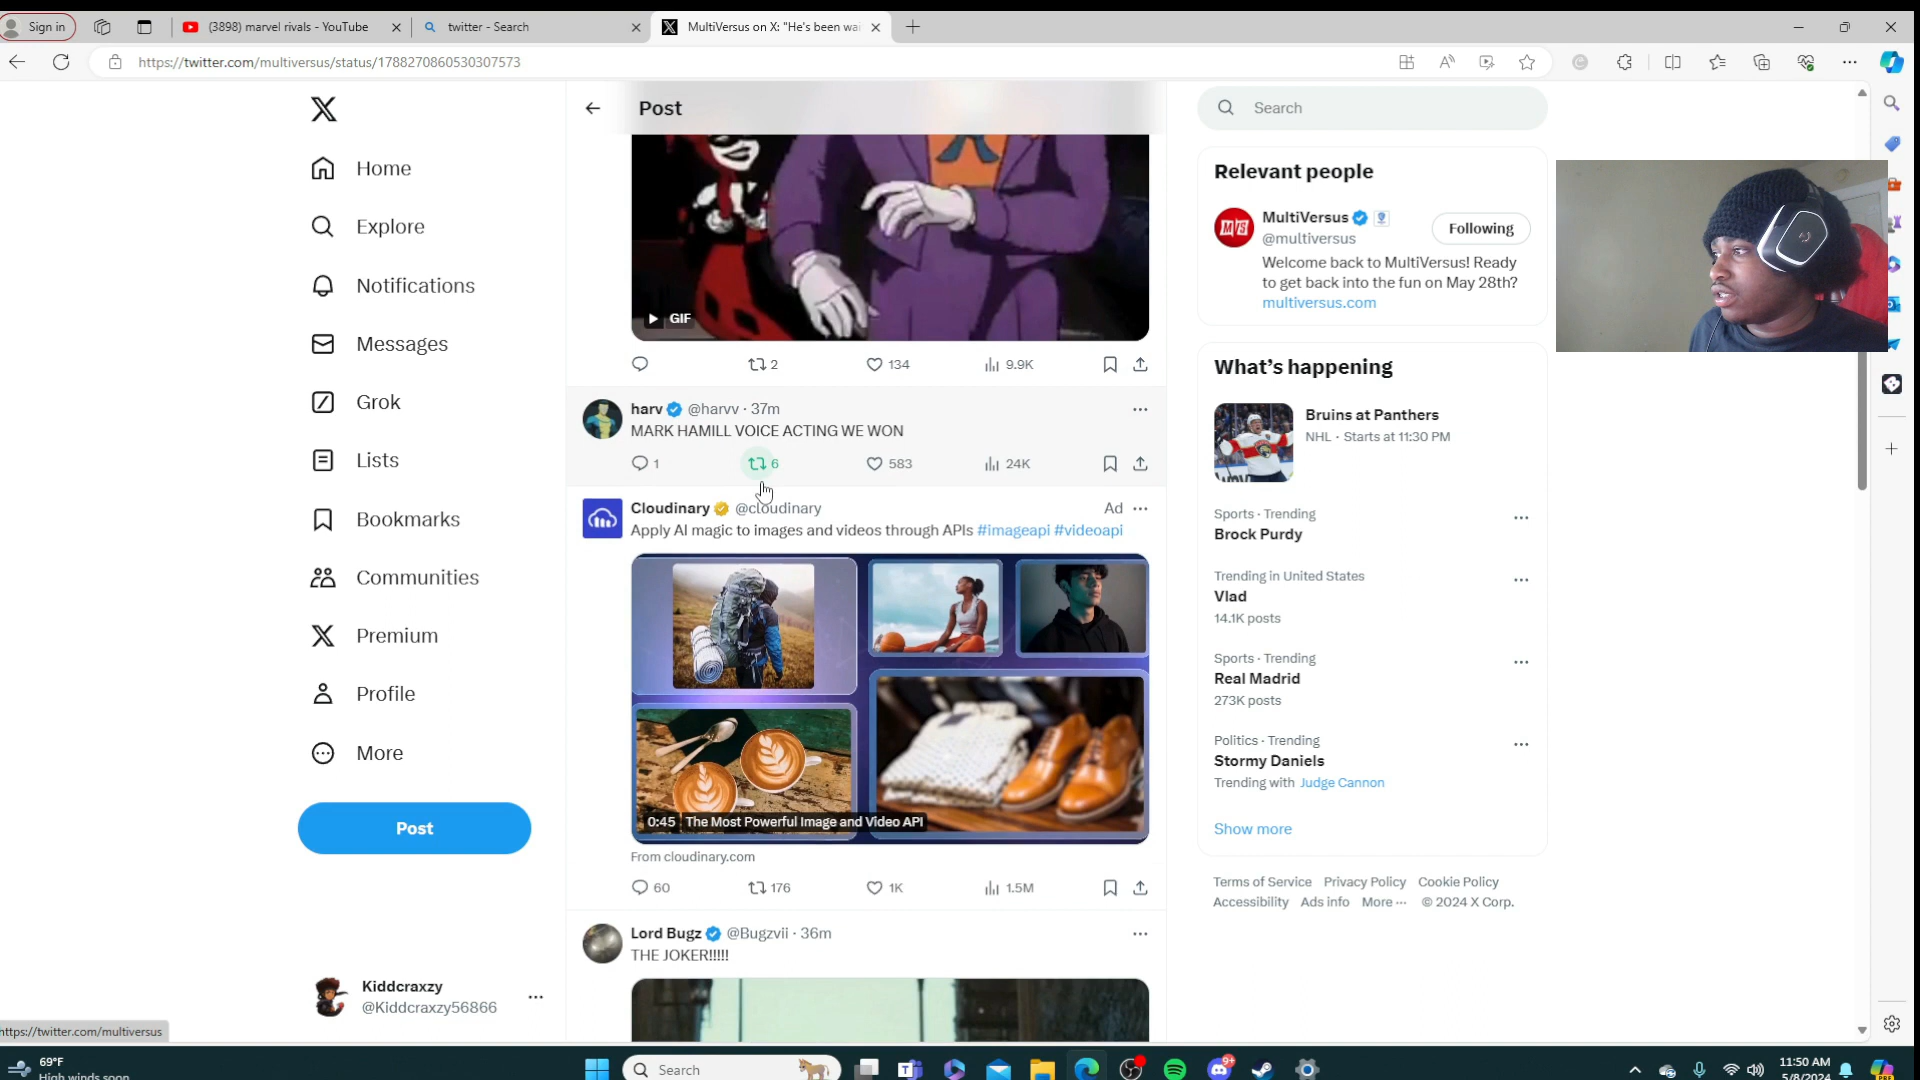 Sign in
(3898) marvel rivals - YouTube
twitter - Search
MultiVersus on X: "He's been wai
https://twitter.com/multiversus/status/1788270860530307573
Post
Search
Home
Explore
Notifications
Messages
Grok
Lists
Bookmarks
Communities
Premium
Profile
More
Post
Kiddcraxzy
@Kiddcraxzy56866
https://twitter.com/multiversus
GIF
2
134
9.9K
harv @harvv · 37m
MARK HAMILL VOICE ACTING WE WON
1
6
583
24K
Cloudinary @cloudinary
Ad
Apply AI magic to images and videos through APIs #imageapi #videoapi
0:45 The Most Powerful Image and Video API
From cloudinary.com
60
176
1K
1.5M
Lord Bugz @Bugzvii · 36m
THE JOKER!!!!!
Relevant people
MultiVersus
@multiversus
Following
Welcome back to MultiVersus! Ready
to get back into the fun on May 28th?
multiversus.com
What's happening
Bruins at Panthers
NHL · Starts at 11:30 PM
Sports · Trending
Brock Purdy
Trending in United States
Vlad
14.1K posts
Sports · Trending
Real Madrid
273K posts
Politics · Trending
Stormy Daniels
Trending with Judge Cannon
Show more
Terms of Service Privacy Policy Cookie Policy
Accessibility Ads info More ··· © 2024 X Corp.
69°F
High winds soon
Search
9+
11:50 AM
5/8/2024